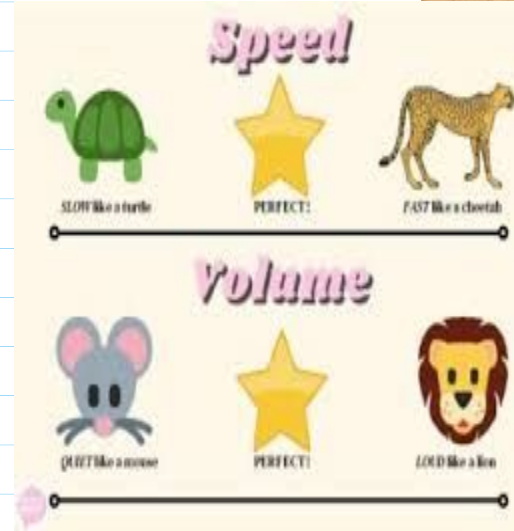 Speed
SLOW like a turtle
PERFECT!
FAST like a cheetah
Volume
QUIET like a mouse
PERFECT!
LOUD like a lion